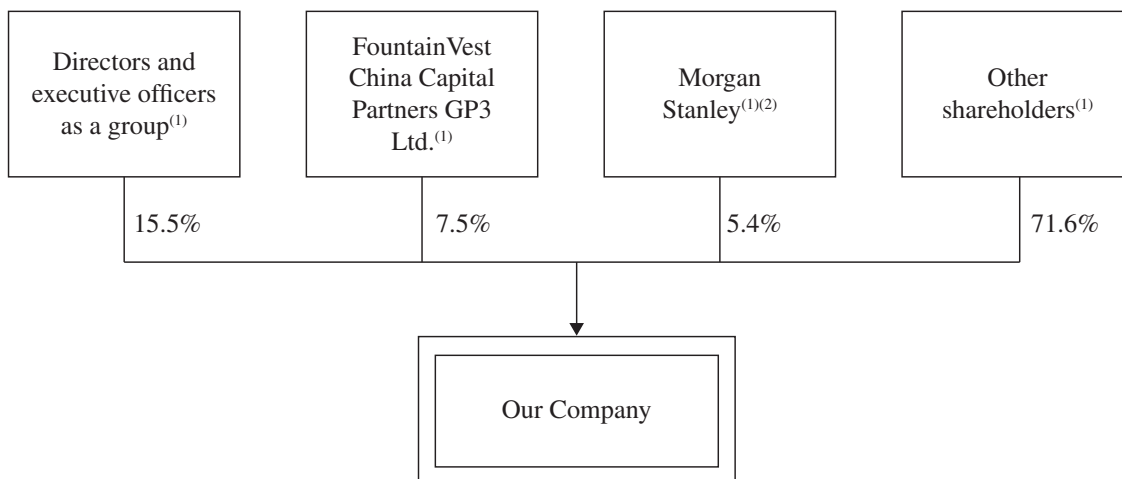 Directors and
executive officers
as a group(1)
FountainVest
China Capital
Partners GP3
Ltd.(1)
Morgan
Stanley(1)(2)
Other
shareholders(1)
15.5%
7.5%
5.4%
71.6%
Our Company